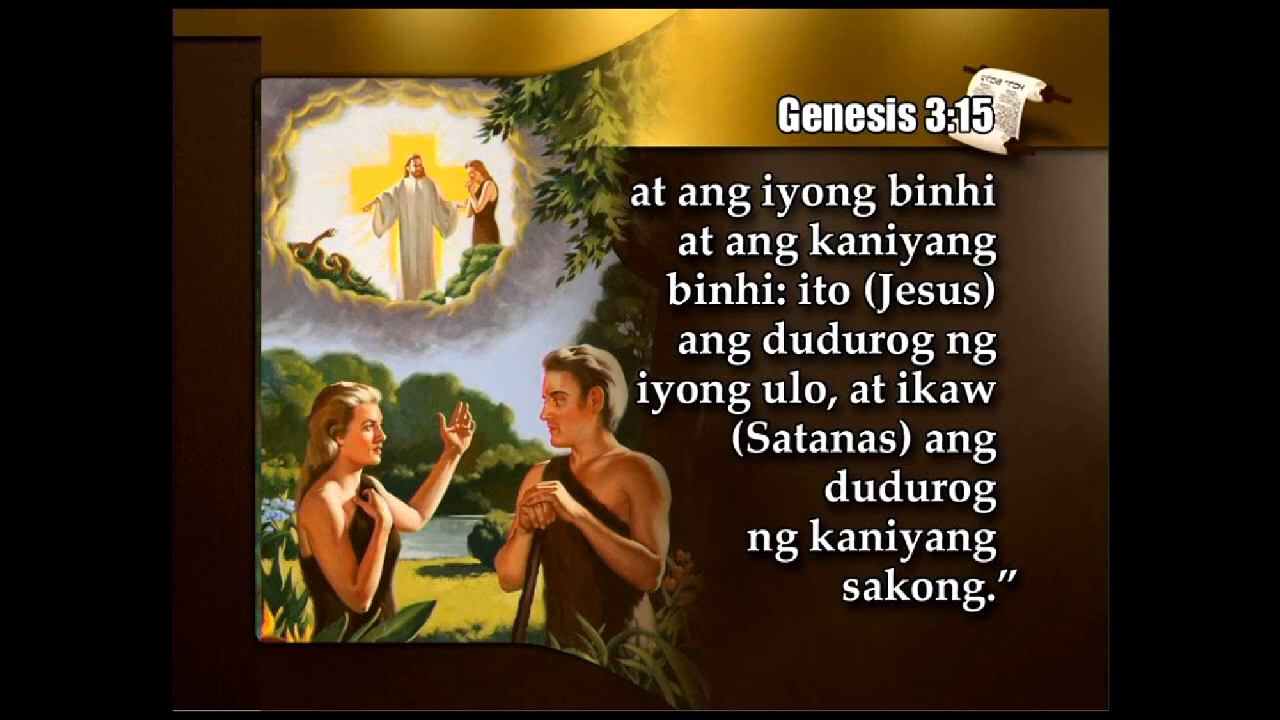 Genesis 3:15
at ang iyong binhi
at ang kaniyang
binhi: ito (Jesus)
ang dudurog ng
iyong ulo, at ikaw
(Satanas) ang
dudurog
ng kaniyang
sakong.”